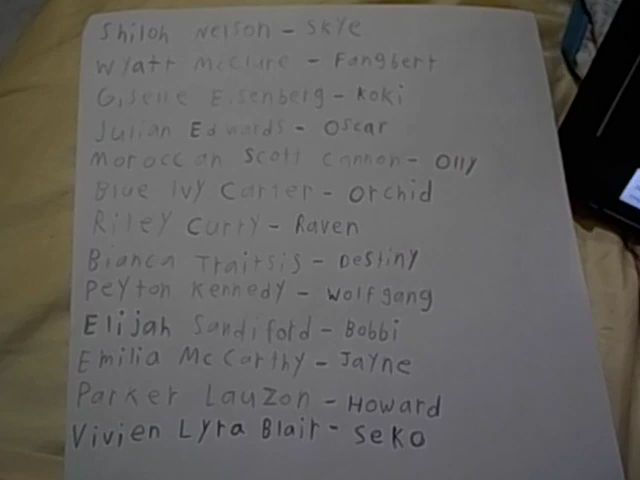 Shiloh Nelson - Skye
Wyatt McClure - Fangbert
Giselle Eisenberg - Koki
Julian Edwards - Oscar
Moroccan Scott Cannon - Olly
Blue Ivy Carter - Orchid
Riley Curry - Raven
Bianca Traitsis - Destiny
Peyton Kennedy - Wolfgang
Elijah Sandiford - Bobbi
Emilia McCarthy - Jayne
Parker Lauzon - Howard
Vivien Lyra Blair - Seko